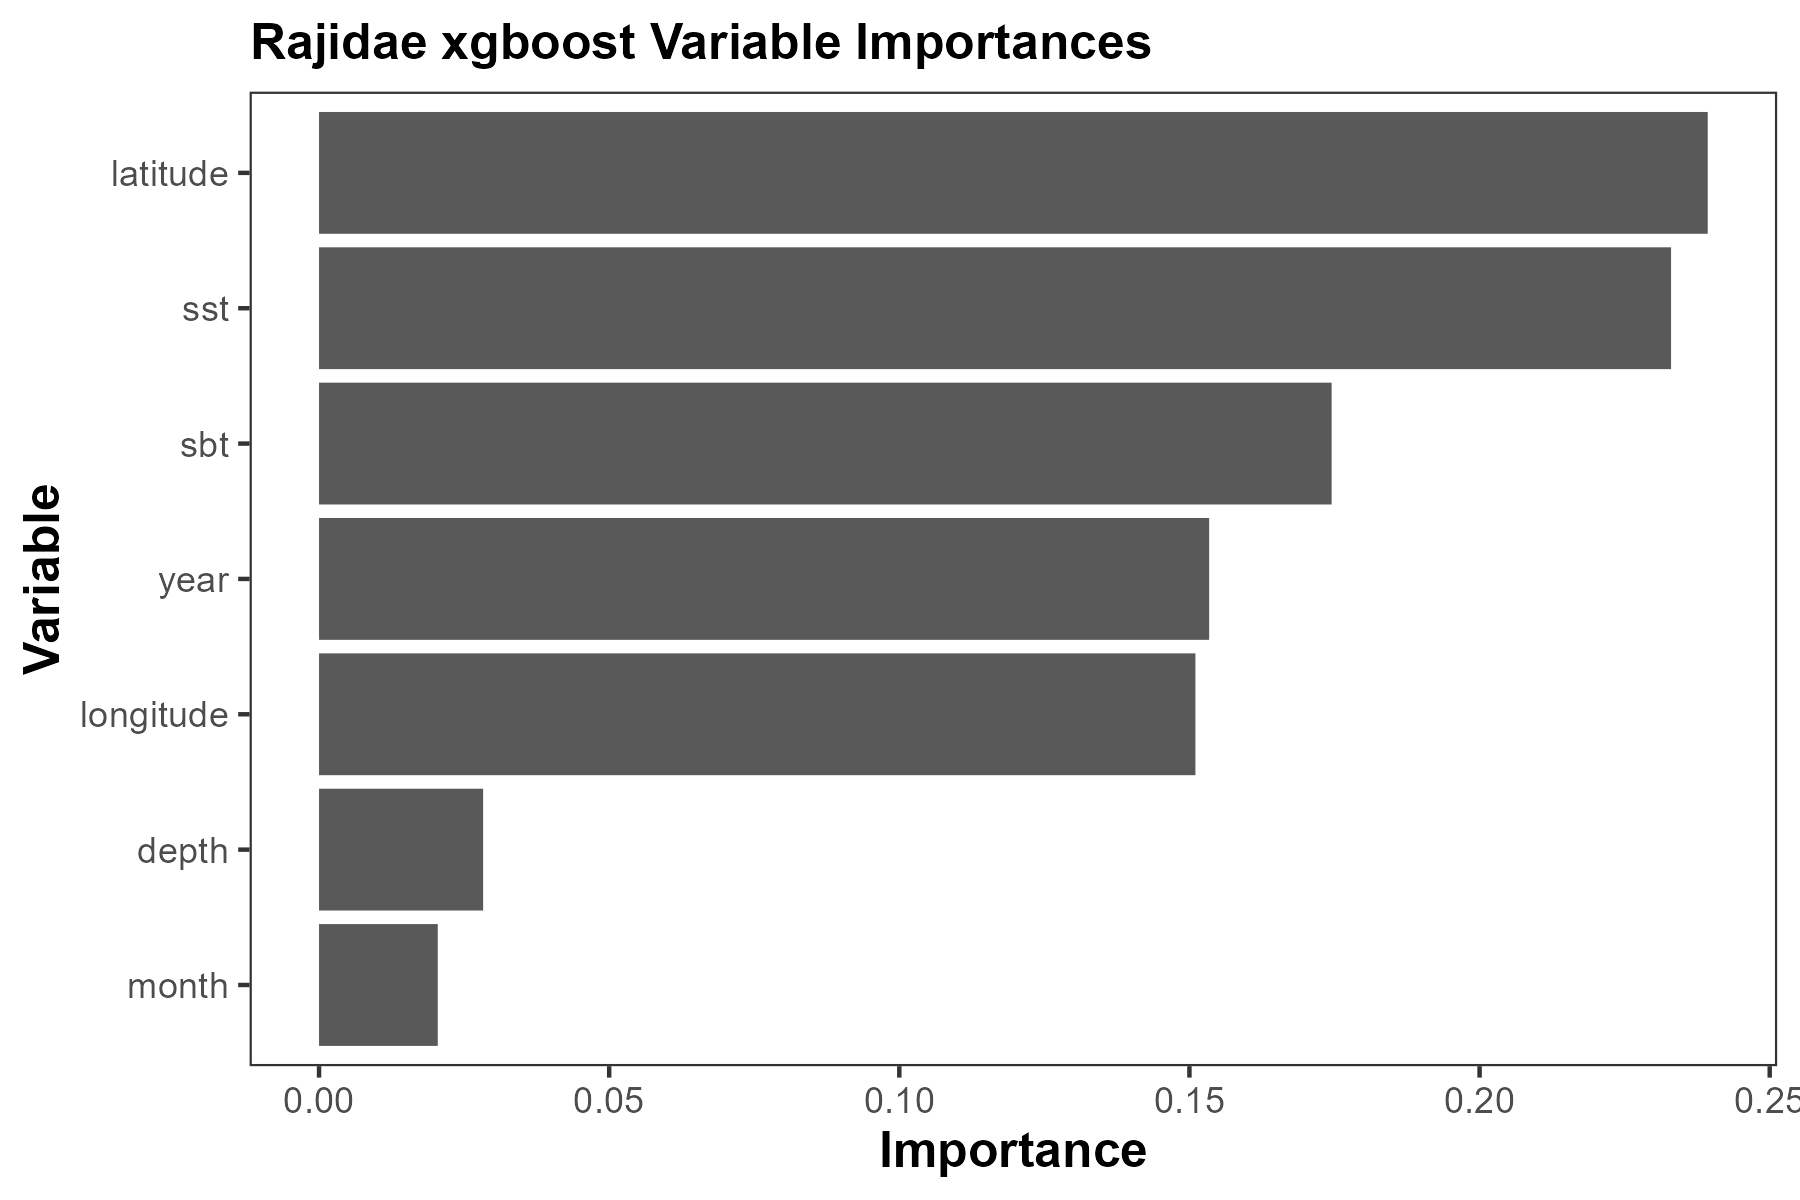 Rajidae xgboost Variable Importances
latitude
sst
sbt
year
longitude
depth
month
Variable
0.00 0.05 0.10 0.15 0.20 0.25
Importance